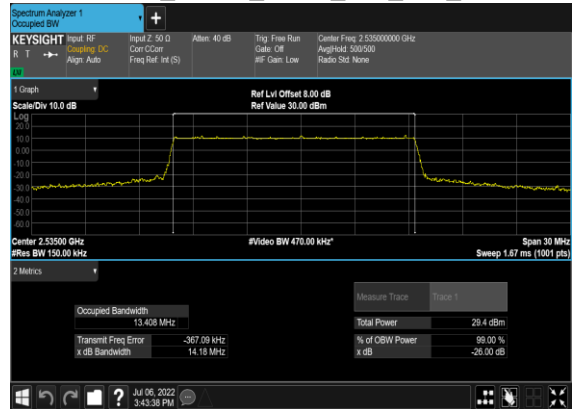 Spectrum Analyzer 1
Occupied BW
+
KEYSIGHT Input: RF Input Z: 50 Ω Atten: 40 dB Trig: Free Run Center Freq: 2.535000000 GHz
R T Coupling: DC Corr CCorr Gate: Off Avg|Hold: 500/500
Align: Auto Freq Ref: Int (S) #IF Gain: Low Radio Std: None
1 Graph
Ref Lvl Offset 8.00 dB
Scale/Div 10.0 dB Ref Value 30.00 dBm
Log
20.0
10.0
0.00
-10.0
-20.0
-30.0
-40.0
-50.0
-60.0
Center 2.53500 GHz #Video BW 470.00 kHz* Span 30 MHz
#Res BW 150.00 kHz Sweep 1.67 ms (1001 pts)
2 Metrics
Measure Trace Trace 1
Occupied Bandwidth
13.408 MHz Total Power 29.4 dBm
Transmit Freq Error -367.09 kHz % of OBW Power 99.00 %
x dB Bandwidth 14.18 MHz x dB -26.00 dB
? Jul 06, 2022
3:43:38 PM